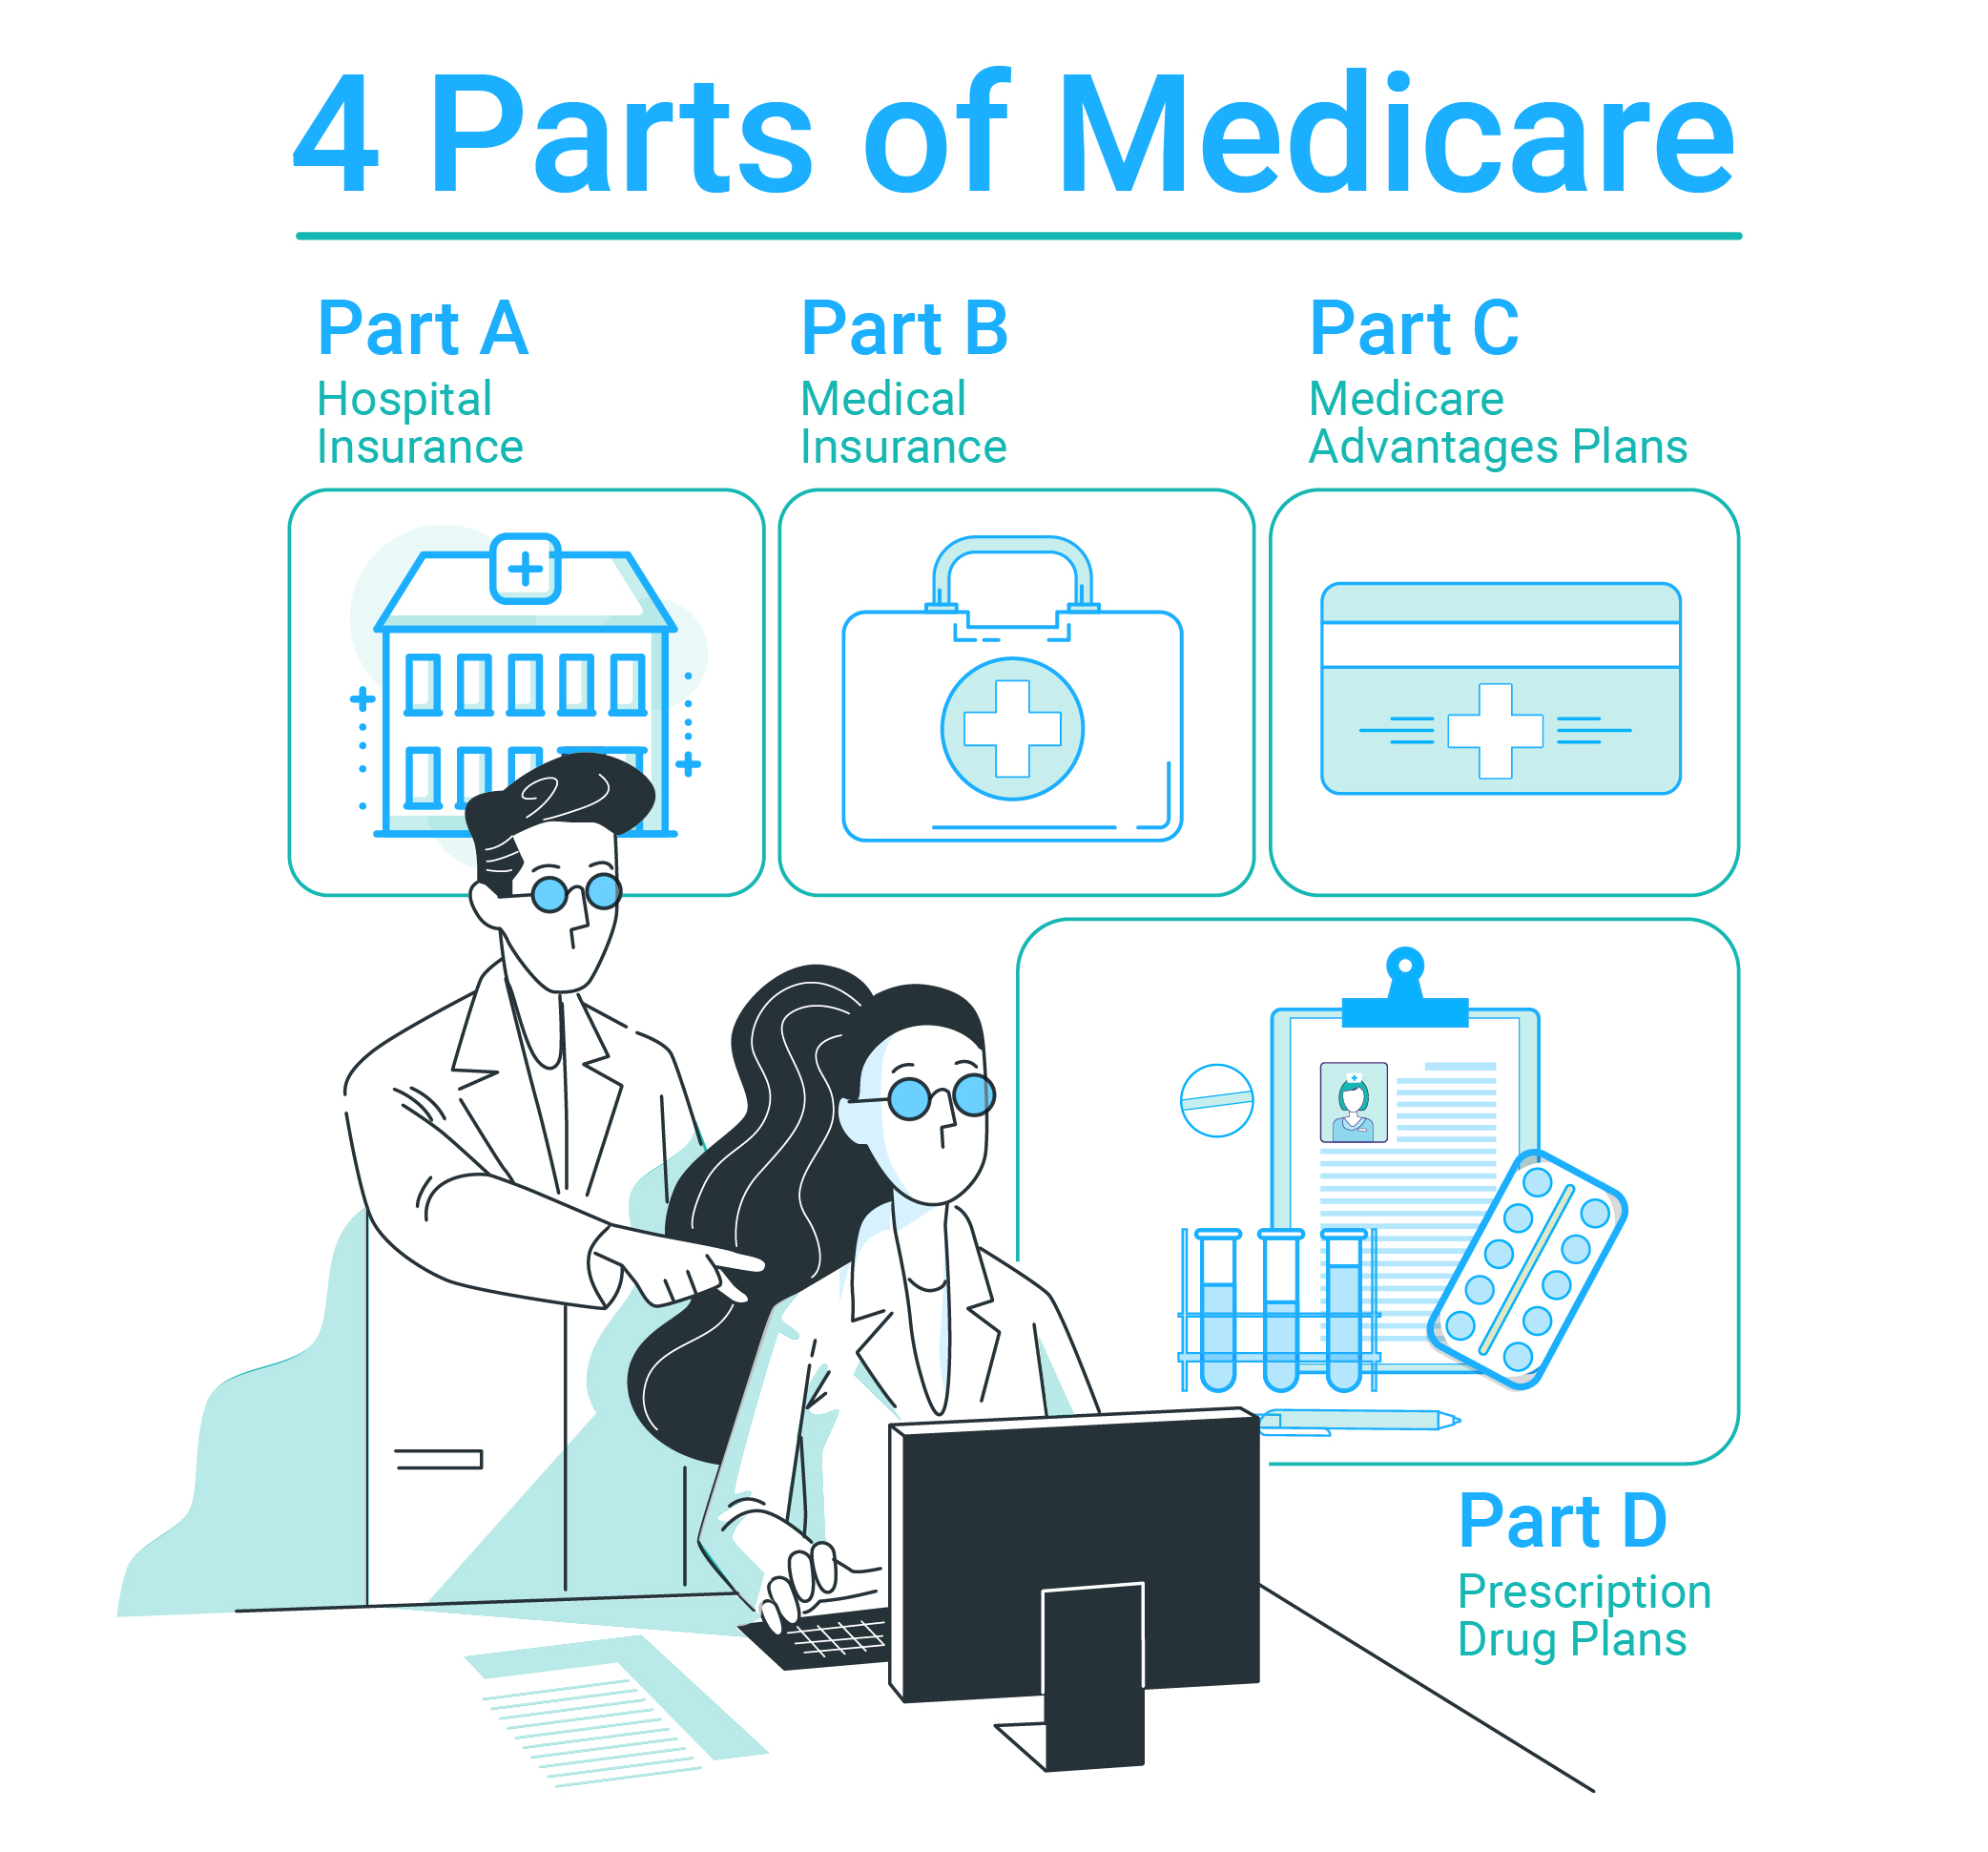 4 Parts of Medicare
Part A
Hospital
Insurance
Part B
Medical
Insurance
Part C
Medicare
Advantages Plans
Part D
Prescription
Drug Plans